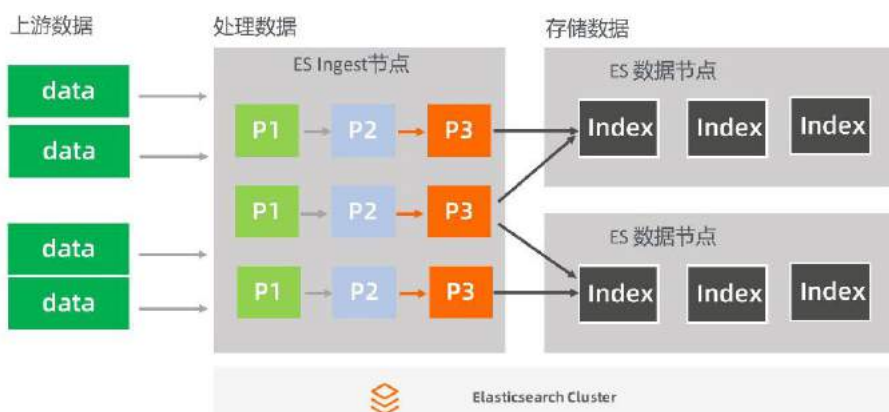 上游数据
处理数据
存储数据
ES Ingest节点
ES 数据节点
data
data
data
data
P1 P2 P3
P1 P2 P3
P1 P2 P3
Index Index Index
ES 数据节点
Index Index Index
Elasticsearch Cluster